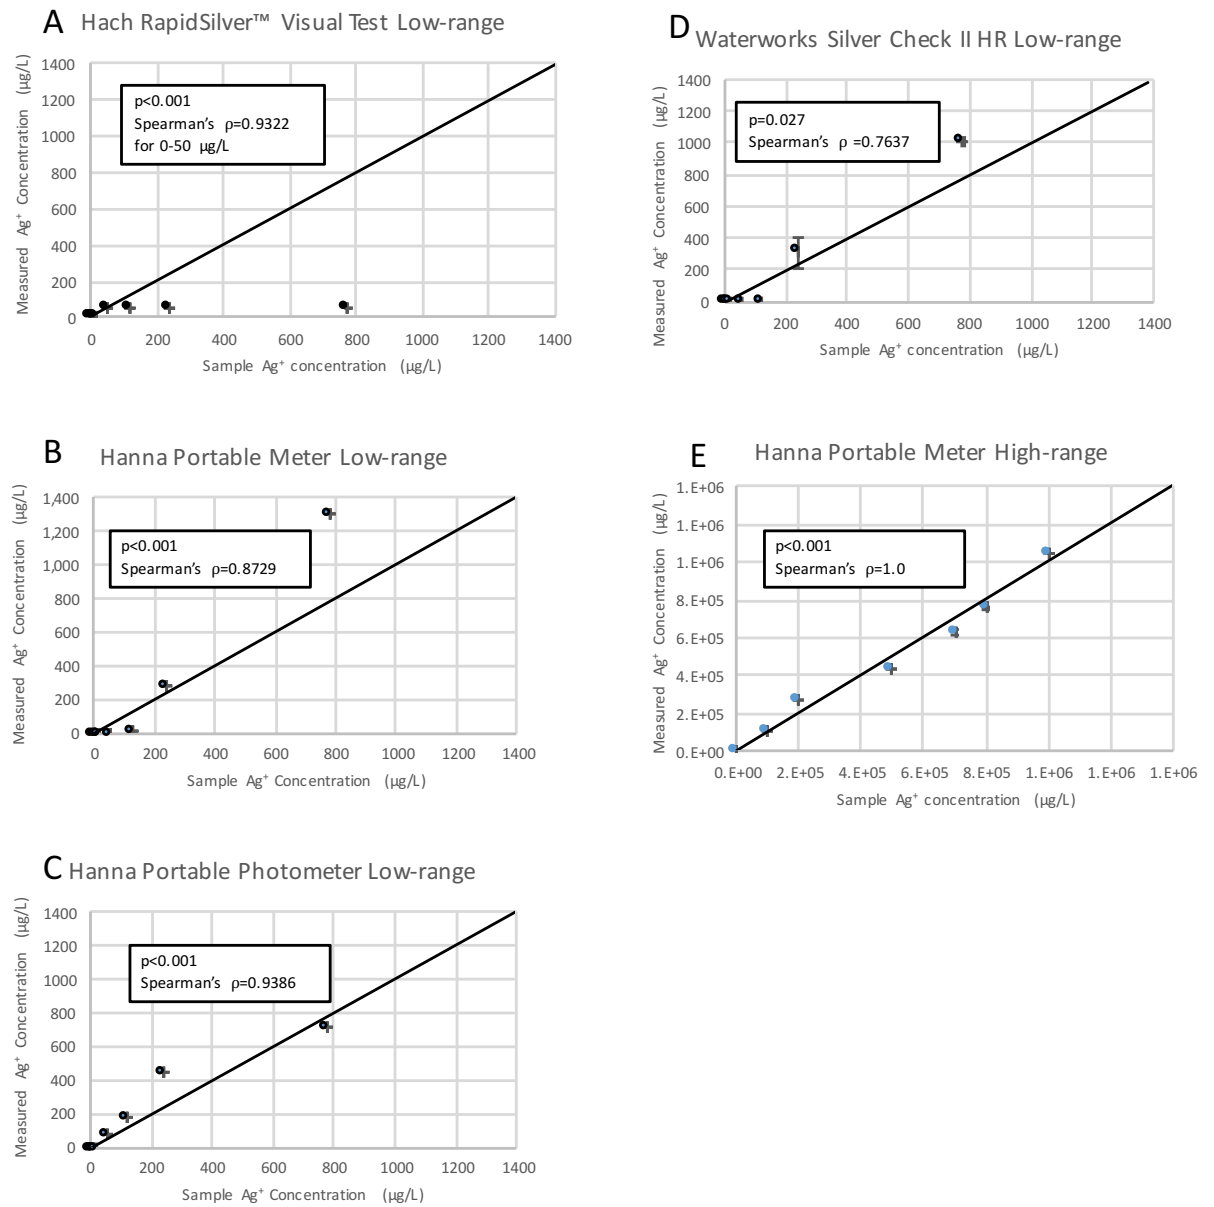 A Hach RapidSilver™ Visual Test Low-range
Measured Ag⁺ Concentration (µg/L)
1400
1200
1000
800
600
400
200
0
p<0.001
Spearman's ρ=0.9322
for 0-50 µg/L
0 200 400 600 800 1000 1200 1400
Sample Ag⁺ concentration (µg/L)
D Waterworks Silver Check II HR Low-range
Measured Ag⁺ Concentration (µg/L)
1400
1200
1000
800
600
400
200
0
p=0.027
Spearman's ρ =0.7637
0 200 400 600 800 1000 1200 1400
Sample Ag⁺ concentration (µg/L)
B Hanna Portable Meter Low-range
Measured Ag⁺ Concentration (µg/L)
1,400
1,200
1,000
800
600
400
200
0
p<0.001
Spearman's ρ=0.8729
0 200 400 600 800 1000 1200 1400
Sample Ag⁺ Concentration (µg/L)
E Hanna Portable Meter High-range
Measured Ag⁺ Concentration (µg/L)
1.E+06
1.E+06
1.E+06
8.E+05
6.E+05
4.E+05
2.E+05
0.E+00
p<0.001
Spearman's ρ=1.0
0.E+00 2.E+05 4.E+05 6.E+05 8.E+05 1.E+06 1.E+06 1.E+06
Sample Ag⁺ concentration (µg/L)
C Hanna Portable Photometer Low-range
Measured Ag⁺ Concentration (µg/L)
1400
1200
1000
800
600
400
200
0
p<0.001
Spearman's ρ=0.9386
0 200 400 600 800 1000 1200 1400
Sample Ag⁺ Concentration (µg/L)